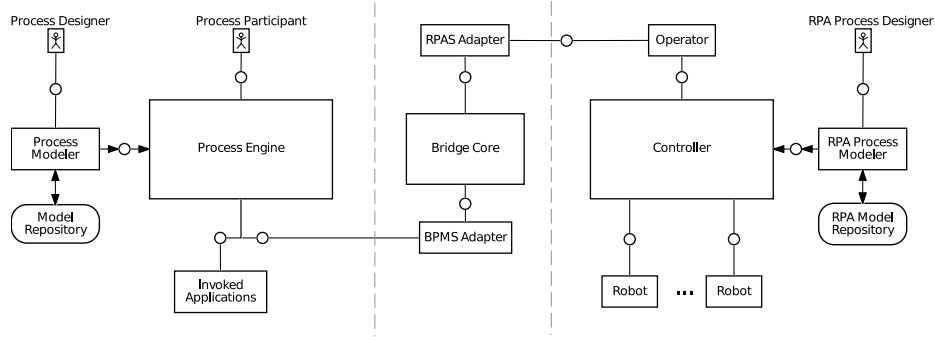 Process Designer
Process Participant
RPA Process Designer
RPAS Adapter
Operator
Process
Modeler
Process Engine
Bridge Core
Controller
RPA Process
Modeler
Model
Repository
BPMS Adapter
RPA Model
Repository
Invoked
Applications
Robot
...
Robot